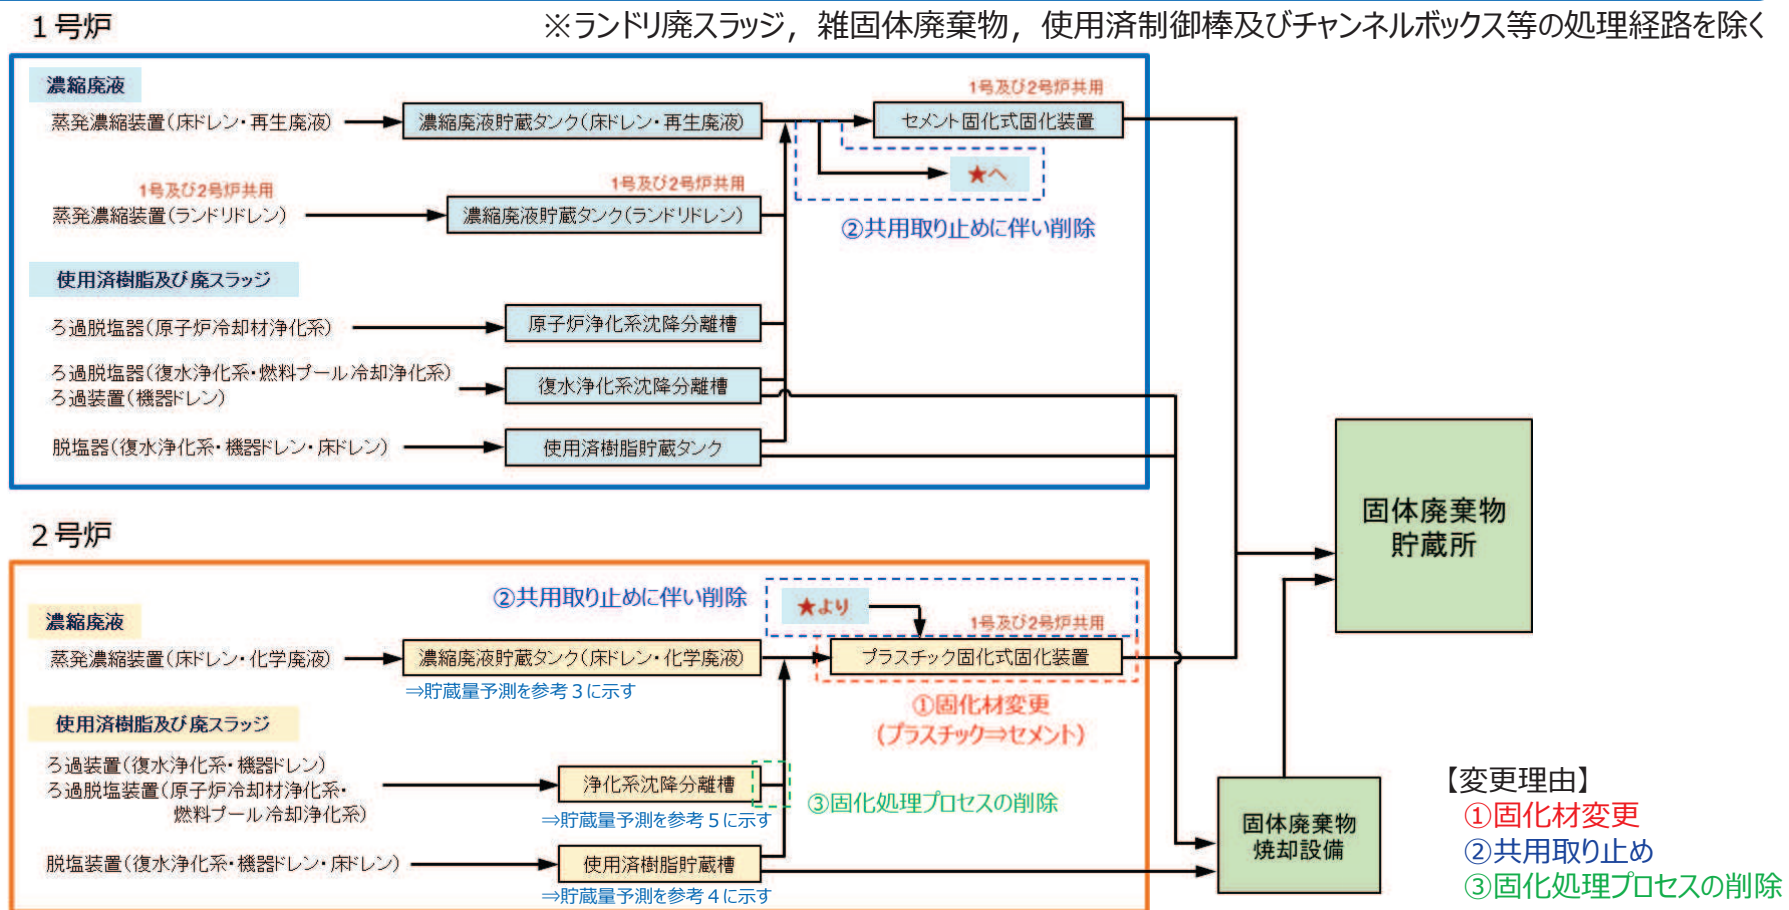 1号炉
※ランドリ廃スラッジ，雑固体廃棄物，使用済制御棒及びチャンネルボックス等の処理経路を除く
濃縮廃液
1号及び2号炉共用
蒸発濃縮装置(床ドレン・再生廃液)
濃縮廃液貯蔵タンク(床ドレン・再生廃液)
セメント固化式固化装置
★へ
1号及び2号炉共用
1号及び2号炉共用
蒸発濃縮装置(ランドリドレン)
濃縮廃液貯蔵タンク(ランドリドレン)
②共用取り止めに伴い削除
使用済樹脂及び廃スラッジ
ろ過脱塩器(原子炉冷却材浄化系)
原子炉浄化系沈降分離槽
ろ過脱塩器(復水浄化系・燃料プール冷却浄化系)
ろ過装置(機器ドレン)
復水浄化系沈降分離槽
脱塩器(復水浄化系・機器ドレン・床ドレン)
使用済樹脂貯蔵タンク
固体廃棄物
貯蔵所
2号炉
②共用取り止めに伴い削除
★より
1号及び2号炉共用
濃縮廃液
蒸発濃縮装置(床ドレン・化学廃液)
濃縮廃液貯蔵タンク(床ドレン・化学廃液)
プラスチック固化式固化装置
⇒貯蔵量予測を参考3に示す
①固化材変更
(プラスチック⇒セメント)
使用済樹脂及び廃スラッジ
ろ過装置(復水浄化系・機器ドレン)
ろ過脱塩装置(原子炉冷却材浄化系・
燃料プール冷却浄化系)
浄化系沈降分離槽
③固化処理プロセスの削除
⇒貯蔵量予測を参考5に示す
脱塩装置(復水浄化系・機器ドレン・床ドレン)
使用済樹脂貯蔵槽
⇒貯蔵量予測を参考4に示す
固体廃棄物
焼却設備
【変更理由】
①固化材変更
②共用取り止め
③固化処理プロセスの削除